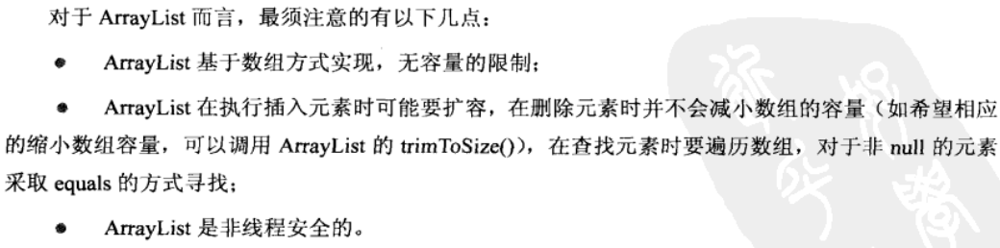 对于 ArrayList 而言，最须注意的有以下几点：
● ArrayList 基于数组方式实现，无容量的限制；
● ArrayList 在执行插入元素时可能要扩容，在删除元素时并不会减小数组的容量（如希望相应
的缩小数组容量，可以调用 ArrayList 的 trimToSize()），在查找元素时要遍历数组，对于非 null 的元素
采取 equals 的方式寻找；
● ArrayList 是非线程安全的。